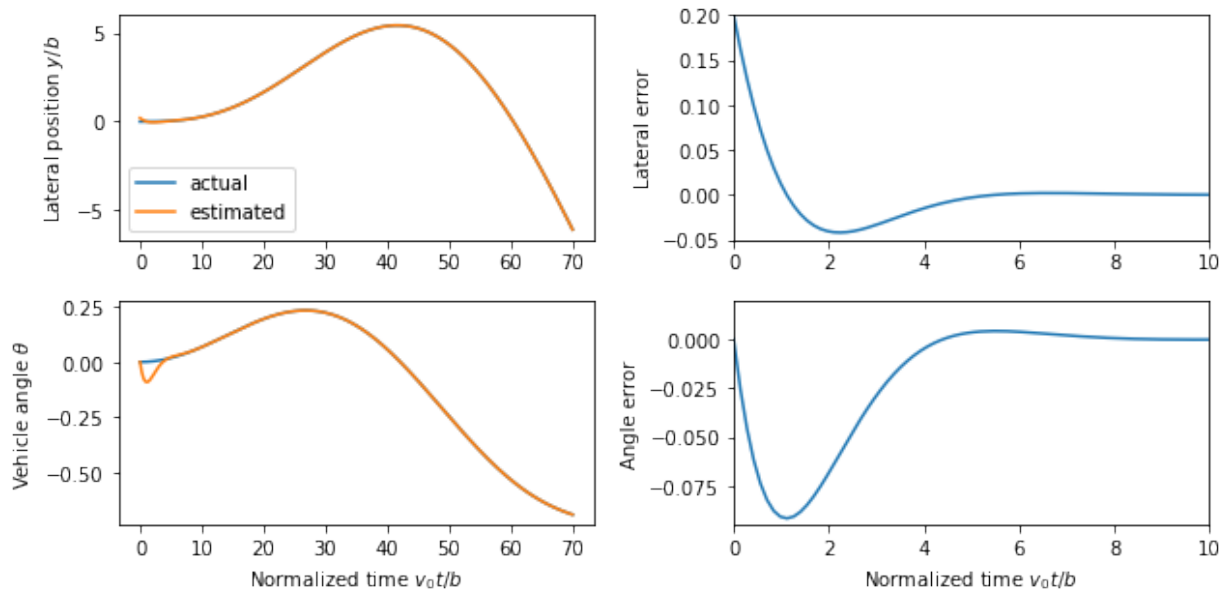 Lateral position y/b
5
0
−5
actual
estimated
0 10 20 30 40 50 60 70
Lateral error
0.20
0.15
0.10
0.05
0.00
−0.05
0 2 4 6 8 10
Vehicle angle θ
0.25
0.00
−0.25
−0.50
0 10 20 30 40 50 60 70
Normalized time v₀t/b
Angle error
0.000
−0.025
−0.050
−0.075
0 2 4 6 8 10
Normalized time v₀t/b